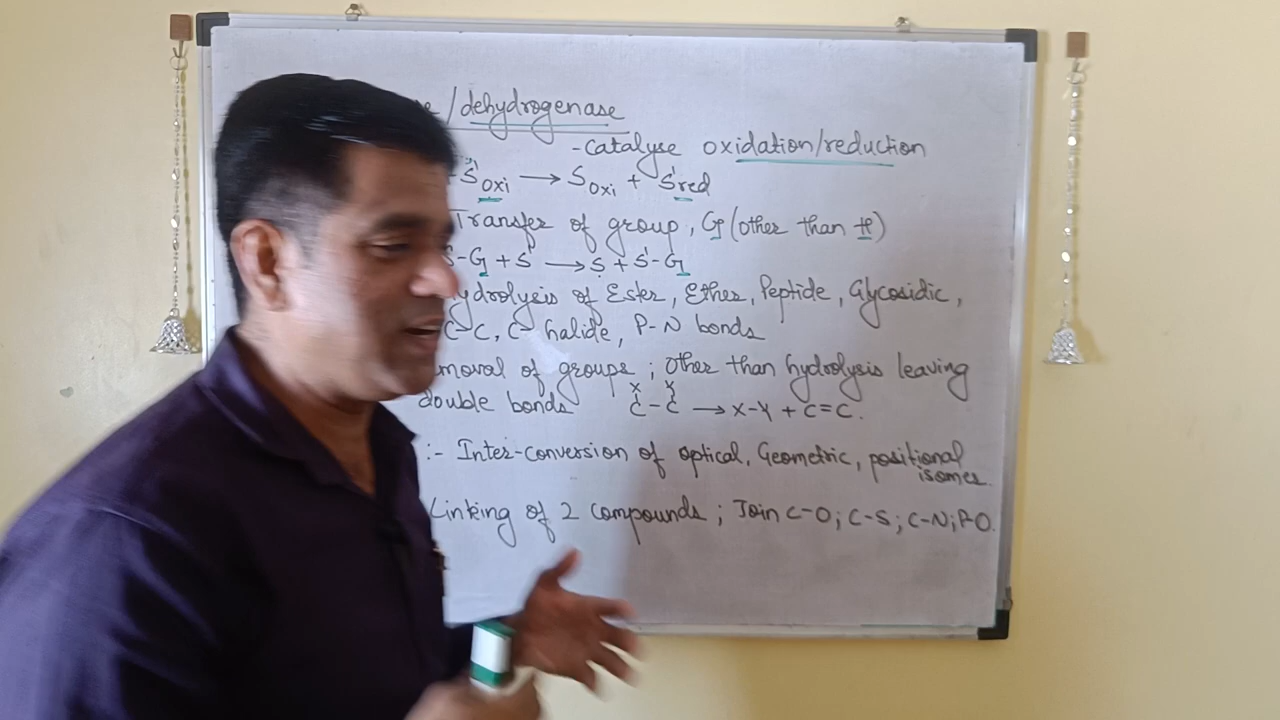 /dehydrogenase
-catalyse oxidation/reduction
S'oxi → Soxi + S'red
Transfer of group, G (other than H)
S-G + S' → S + S'-G
ydrolysis of Ester, Ether, Peptide, Glycosidic,
C-C, C-halide, P-N bonds
moval of groups ; Other than hydrolysis leaving
double bonds X Y
C-C → X-Y + C=C.
:- Inter-conversion of optical, Geometric, positional
isomers.
Linking of 2 compounds ; Join C-O; C-S; C-N; P-O.